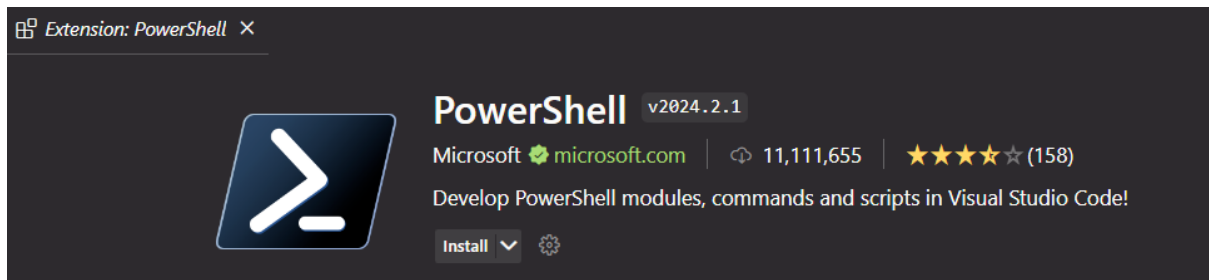 Extension: PowerShell
PowerShell v2024.2.1
Microsoft microsoft.com 11,111,655 (158)
Develop PowerShell modules, commands and scripts in Visual Studio Code!
Install